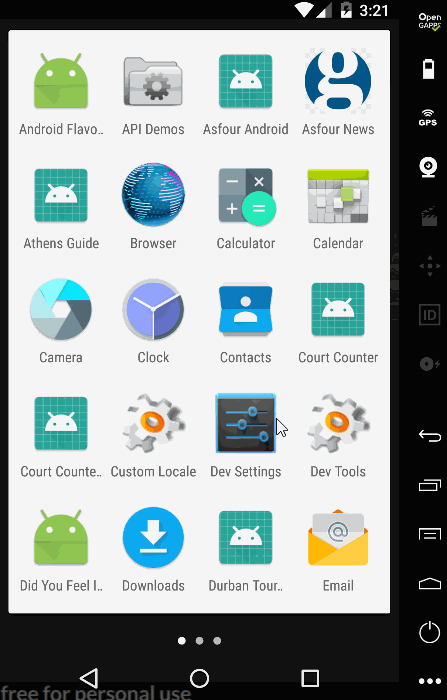 3:21
Open
GAPPS
Android Flavo..
API Demos
Asfour Android
Asfour News
GPS
Athens Guide
Browser
Calculator
Calendar
ID
Camera
Clock
Contacts
Court Counter
Court Counte..
Custom Locale
Dev Settings
Dev Tools
Did You Feel I..
Downloads
Durban Tour..
Email
free for personal use